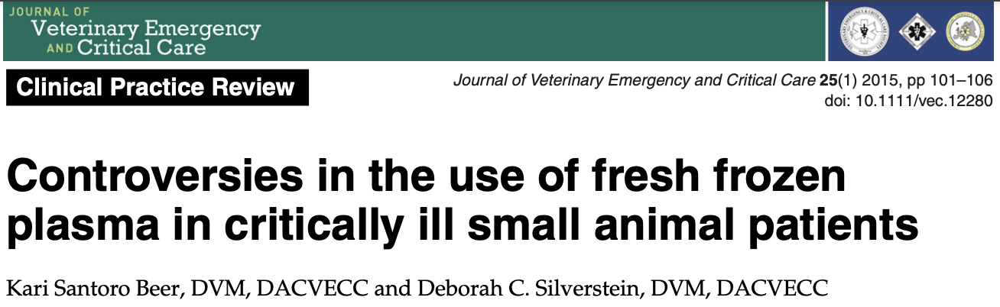 JOURNAL OF
Veterinary Emergency
AND Critical Care
Clinical Practice Review
Journal of Veterinary Emergency and Critical Care 25(1) 2015, pp 101–106
doi: 10.1111/vec.12280
Controversies in the use of fresh frozen
plasma in critically ill small animal patients
Kari Santoro Beer, DVM, DACVECC and Deborah C. Silverstein, DVM, DACVECC